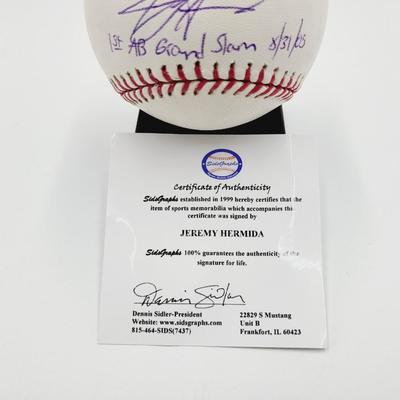 1st AB Grand Slam 8/31/05
SidsGraphs
Certificate of Authenticity
SidsGraphs established in 1999 hereby certifies that the
item of sports memorabilia which accompanies this
certificate was signed by
JEREMY HERMIDA
SidsGraphs 100% guarantees the authenticity of the
signature for life.
Dennis Sidler
Dennis Sidler-President
Website: www.sidsgraphs.com
815-464-SIDS(7437)
22829 S Mustang
Unit B
Frankfort, IL 60423